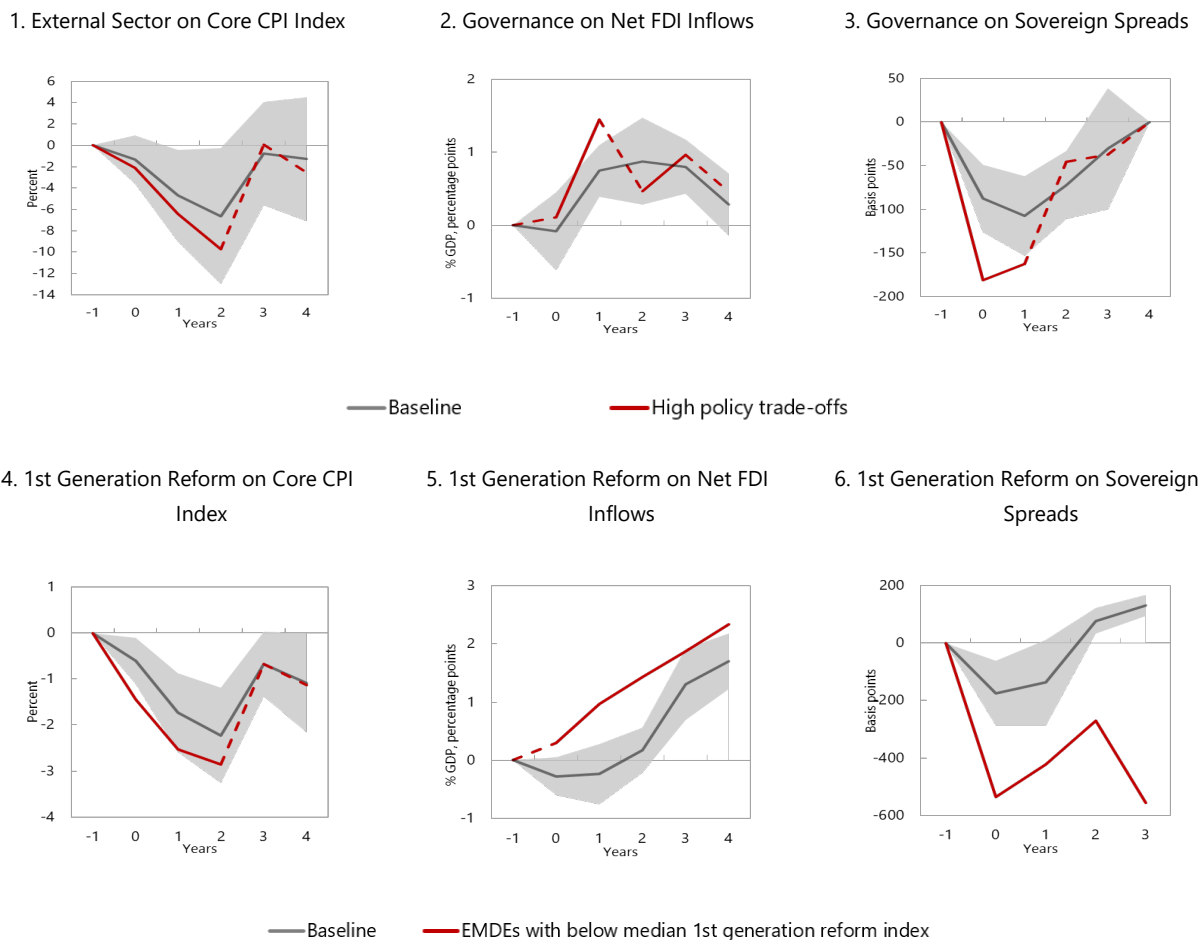 1. External Sector on Core CPI Index
2. Governance on Net FDI Inflows
3. Governance on Sovereign Spreads
6
4
2
0
-2
-4
-6
-8
-10
-12
-14
Percent
-1 0 1 2 3 4
Years
2
1
0
-1
% GDP, percentage points
-1 0 1 2 3 4
Years
50
0
-50
-100
-150
-200
Basis points
-1 0 1 2 3 4
Years
Baseline
High policy trade-offs
4. 1st Generation Reform on Core CPI
Index
5. 1st Generation Reform on Net FDI
Inflows
6. 1st Generation Reform on Sovereign
Spreads
1
0
-1
-2
-3
-4
Percent
-1 0 1 2 3 4
Years
3
2
1
0
-1
% GDP, percentage points
-1 0 1 2 3 4
Years
200
0
-200
-400
-600
Basis points
-1 0 1 2 3
Years
Baseline
EMDEs with below median 1st generation reform index